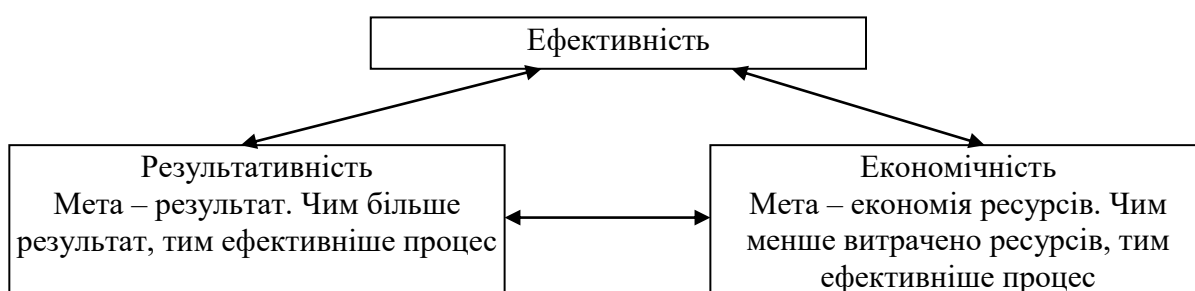 Ефективність
Результативність
Мета – результат. Чим більше
результат, тим ефективніше процес
Економічність
Мета – економія ресурсів. Чим
менше витрачено ресурсів, тим
ефективніше процес